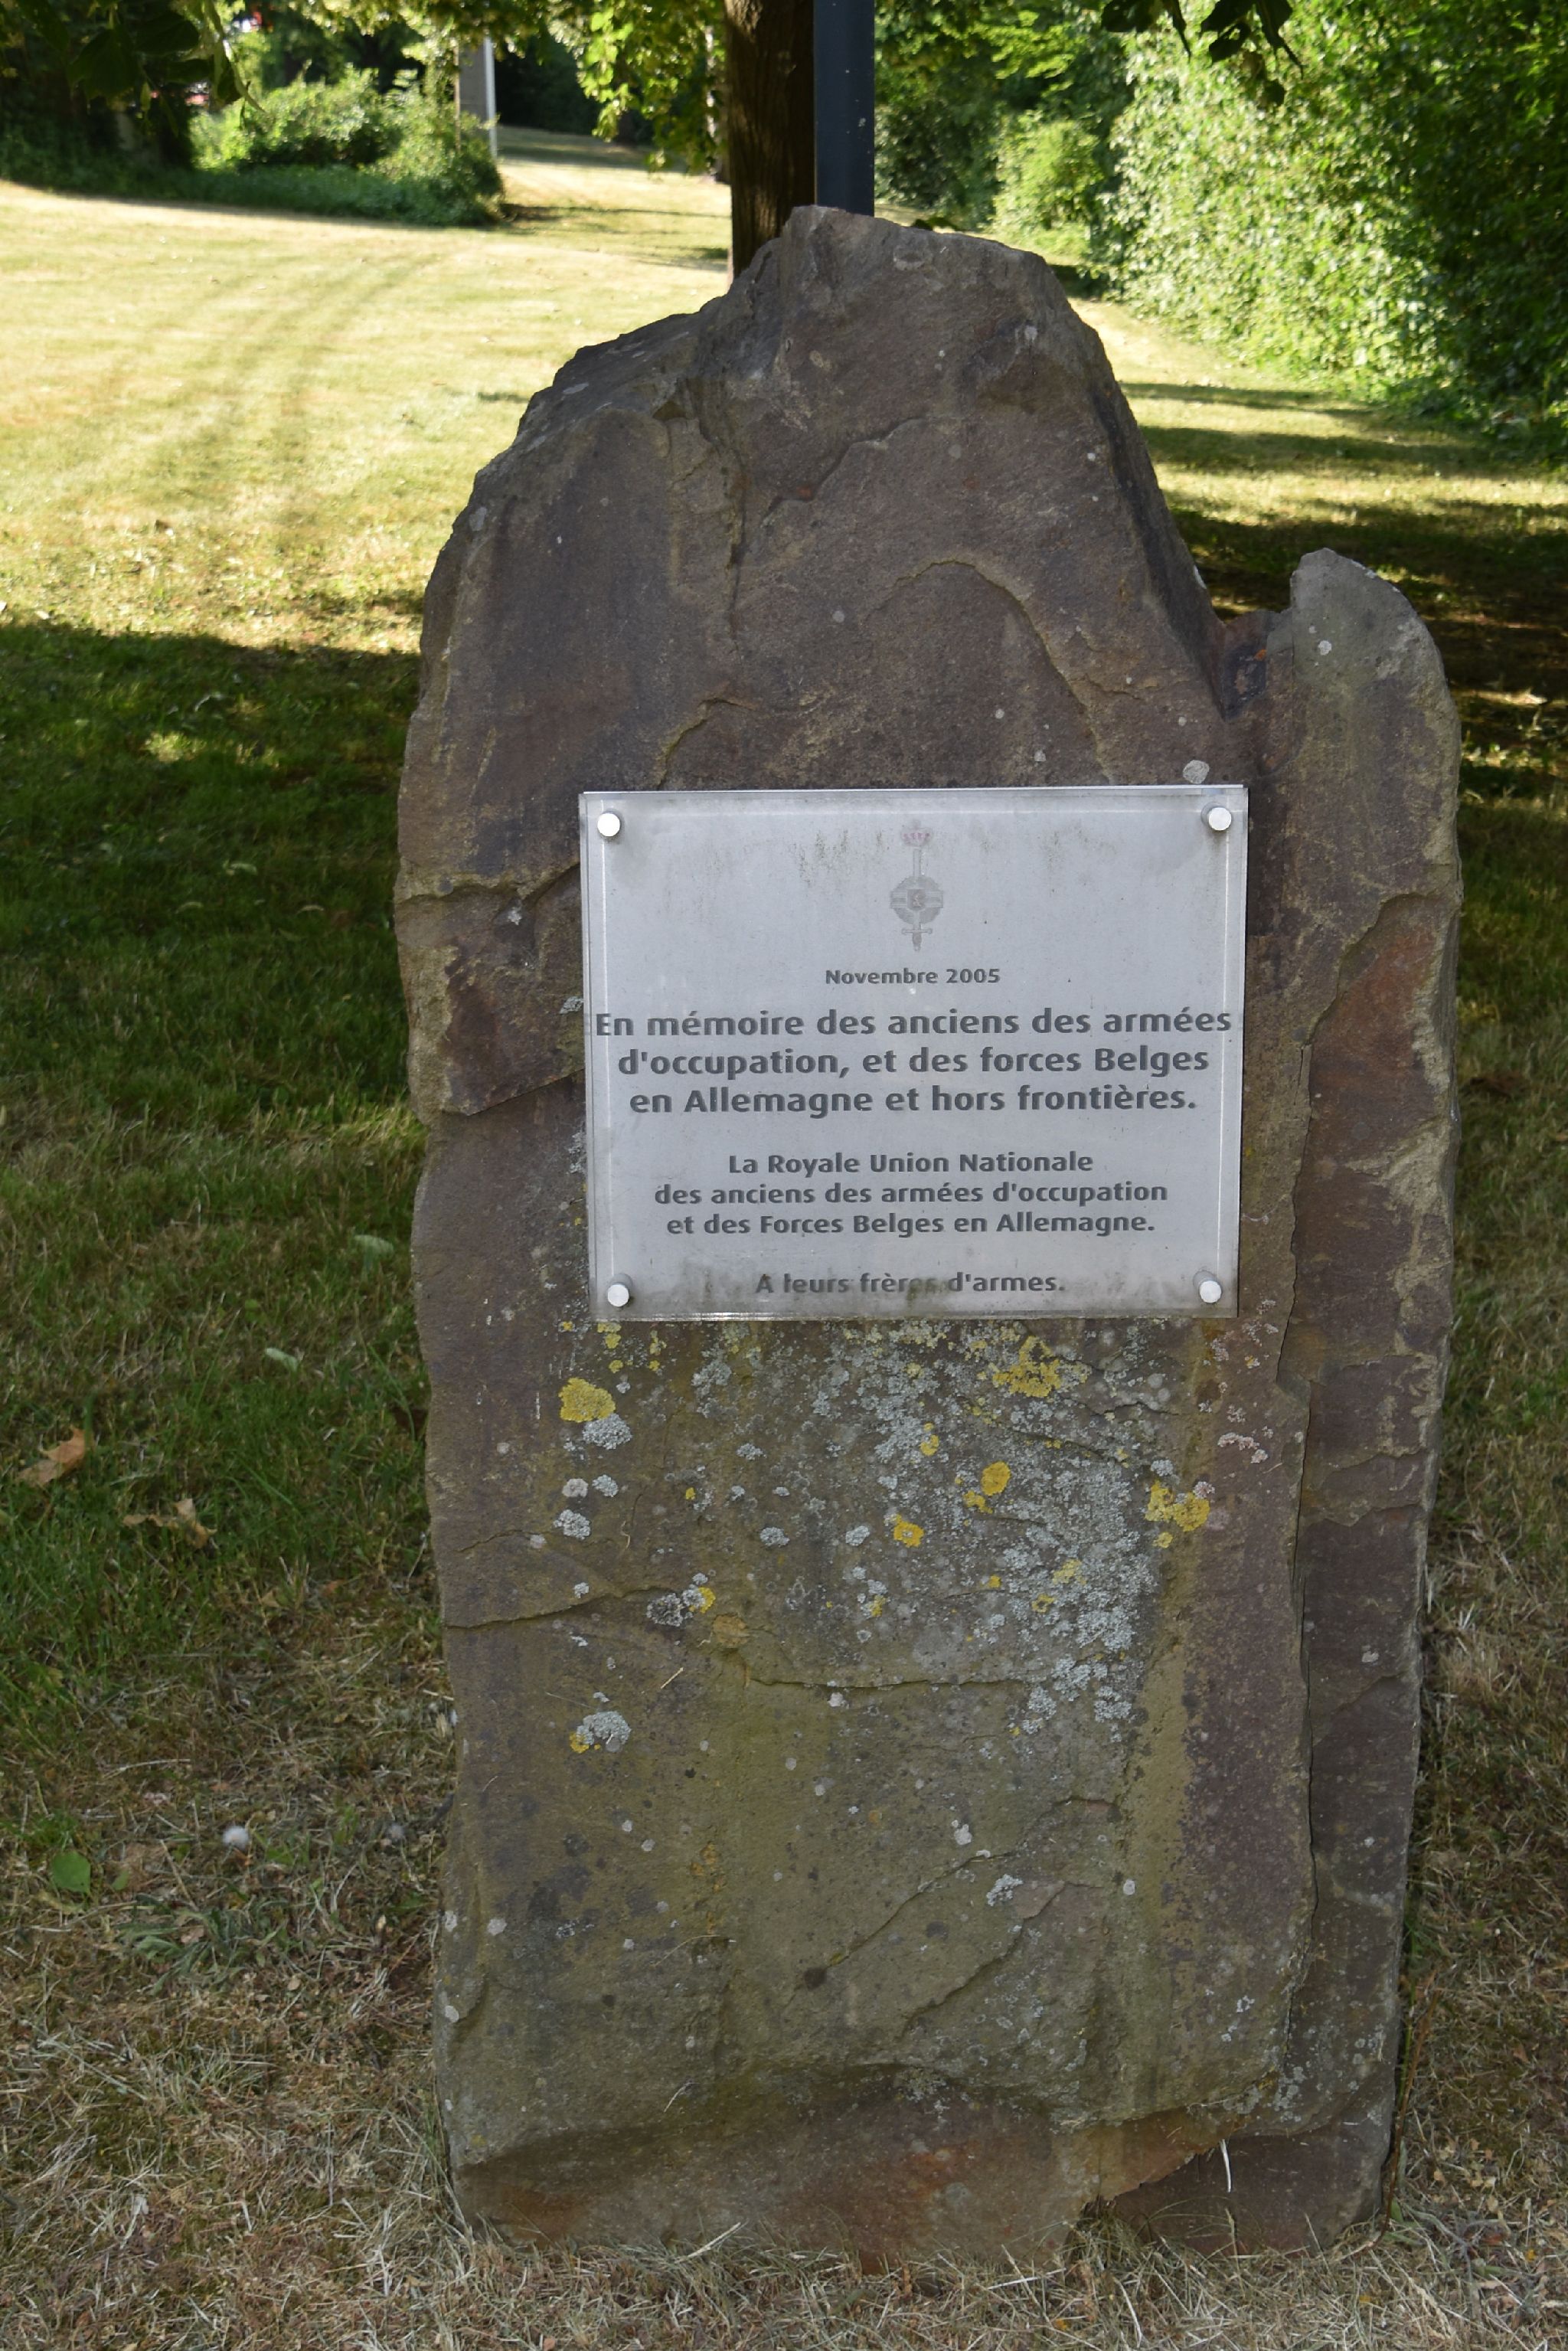 Novembre 2005
En mémoire des anciens des armées
d'occupation, et des forces Belges
en Allemagne et hors frontières.
La Royale Union Nationale
des anciens des armées d'occupation
et des Forces Belges en Allemagne.
A leurs frères d'armes.